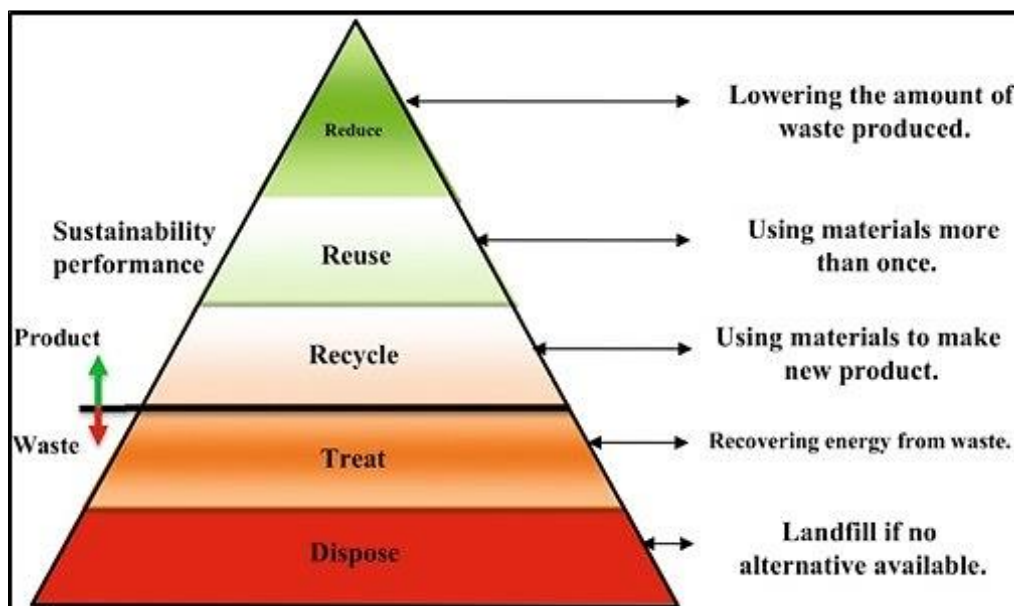 Reduce
Lowering the amount of
waste produced.
Sustainability
performance
Reuse
Using materials more
than once.
Product
Recycle
Using materials to make
new product.
Waste
Treat
Recovering energy from waste.
Dispose
Landfill if no
alternative available.